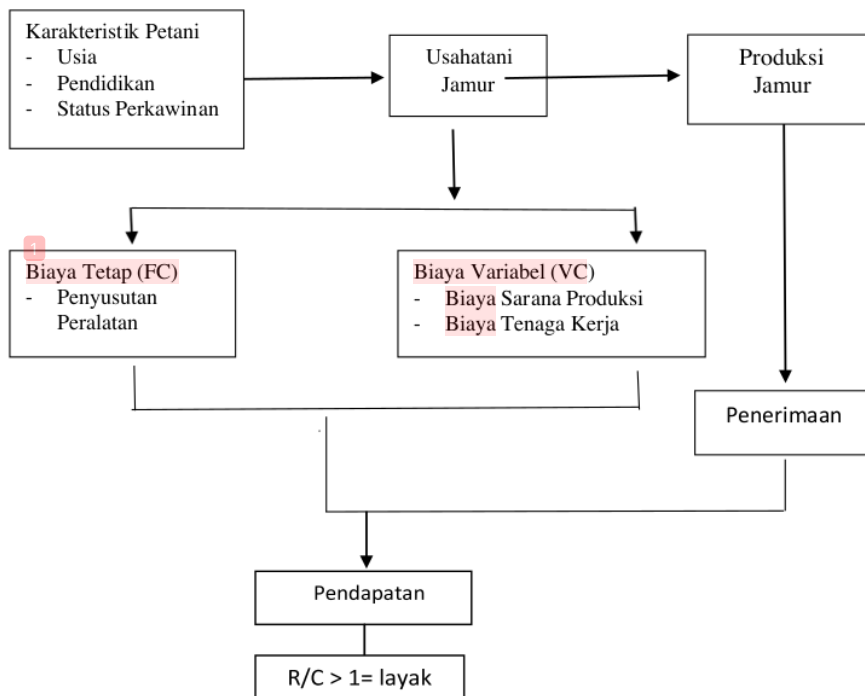 Karakteristik Petani
- Usia
- Pendidikan
- Status Perkawinan
Usahatani
Jamur
Produksi
Jamur
1
Biaya Tetap (FC)
- Penyusutan
Peralatan
Biaya Variabel (VC)
- Biaya Sarana Produksi
- Biaya Tenaga Kerja
Penerimaan
Pendapatan
R/C > 1= layak